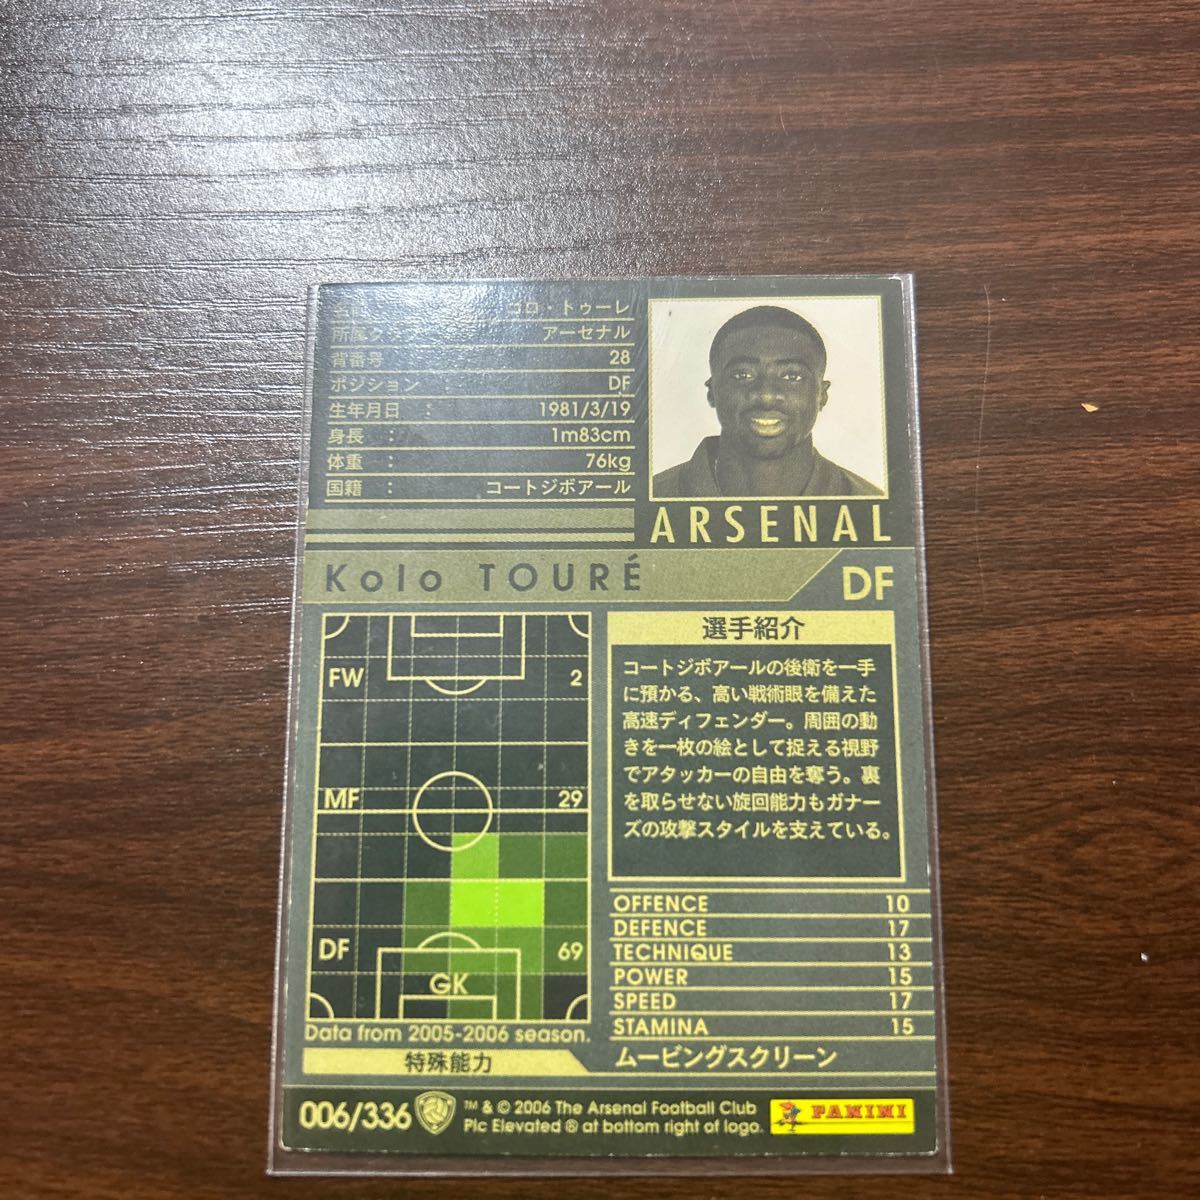 コロ・トゥーレ
アーセナル
背番号 28
ポジション : DF
生年月日 : 1981/3/19
身長 : 1m83cm
体重 : 76kg
国籍 : コートジボアール
ARSENAL
Kolo TOURÉ
DF
FW 2
MF 29
DF 69
GK
Data from 2005-2006 season.
選手紹介
コートジボアールの後衛を一手
に預かる、高い戦術眼を備えた
高速ディフェンダー。周囲の動
きを一枚の絵として捉える視野
でアタッカーの自由を奪う。裏
を取らせない旋回能力もガナー
ズの攻撃スタイルを支えている。
OFFENCE 10
DEFENCE 17
TECHNIQUE 13
POWER 15
SPEED 17
STAMINA 15
特殊能力 ムービングスクリーン
006/336
™ & © 2006 The Arsenal Football Club
Plc Elevated ® at bottom right of logo.
PANINI